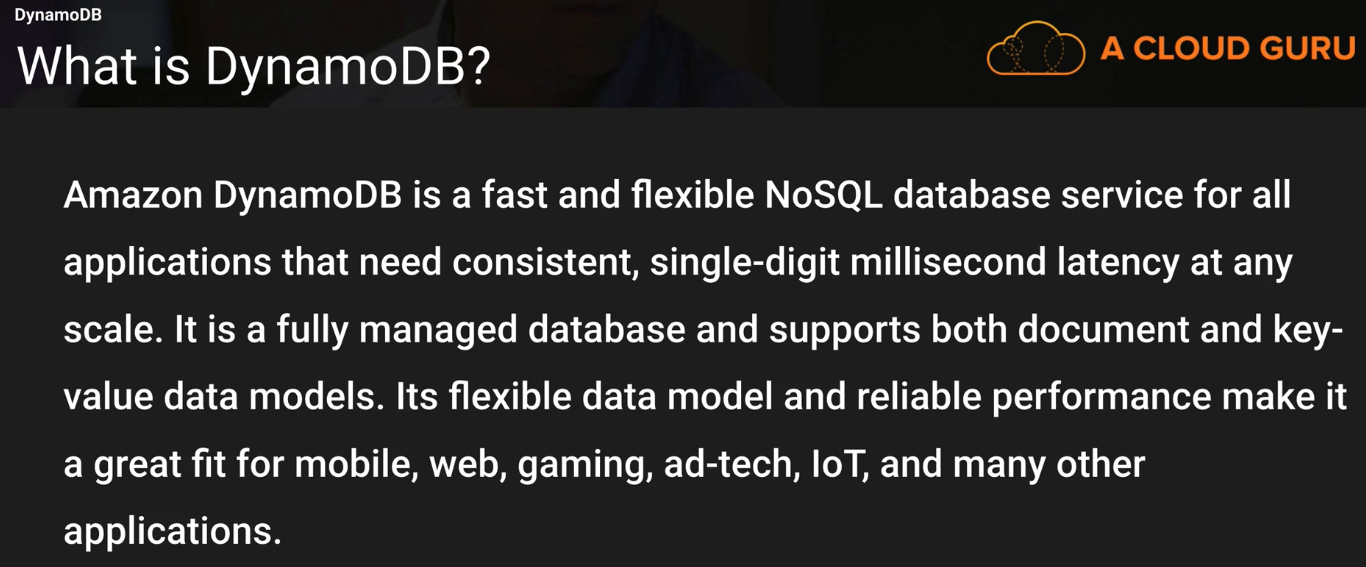 DynamoDB
What is DynamoDB?
A CLOUD GURU
Amazon DynamoDB is a fast and flexible NoSQL database service for all
applications that need consistent, single-digit millisecond latency at any
scale. It is a fully managed database and supports both document and key-
value data models. Its flexible data model and reliable performance make it
a great fit for mobile, web, gaming, ad-tech, IoT, and many other
applications.